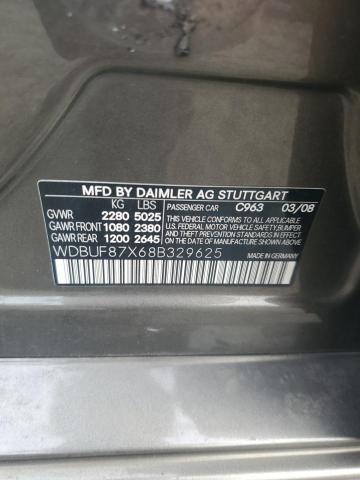 MFD BY DAIMLER AG STUTTGART
KG LBS PASSENGER CAR C963 03/08
GVWR 2280 5025 THIS VEHICLE CONFORMS TO ALL APPLICABLE
GAWR FRONT 1080 2380 U.S. FEDERAL MOTOR VEHICLE SAFETY, BUMPER
GAWR REAR 1200 2645 AND THEFT PREVENTION STANDARDS IN EFFECT
ON THE DATE OF MANUFACTURE SHOWN ABOVE
WDBUF87X68B329625
MADE IN GERMANY